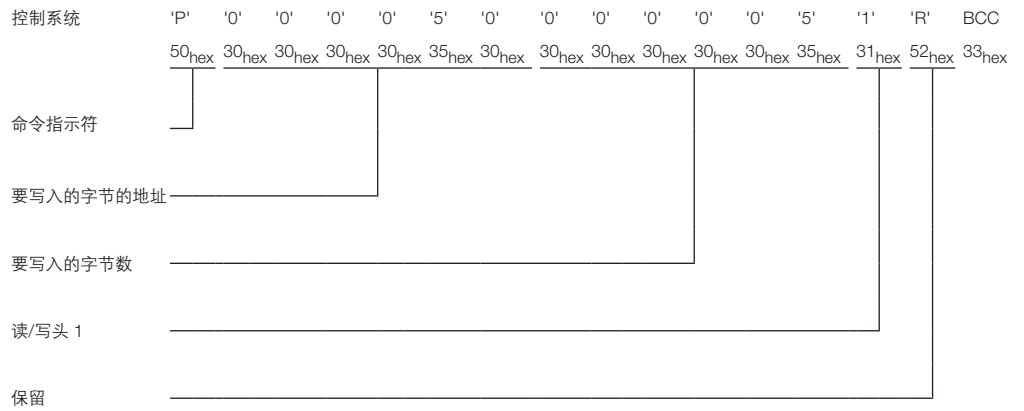 控制系统 'P' '0' '0' '0' '0' '5' '0' '0' '0' '0' '0' '0' '5' '1' 'R' BCC
50hex 30hex 30hex 30hex 30hex 35hex 30hex 30hex 30hex 30hex 30hex 30hex 35hex 31hex 52hex 33hex
命令指示符
要写入的字节的地址
要写入的字节数
读/写头 1
保留